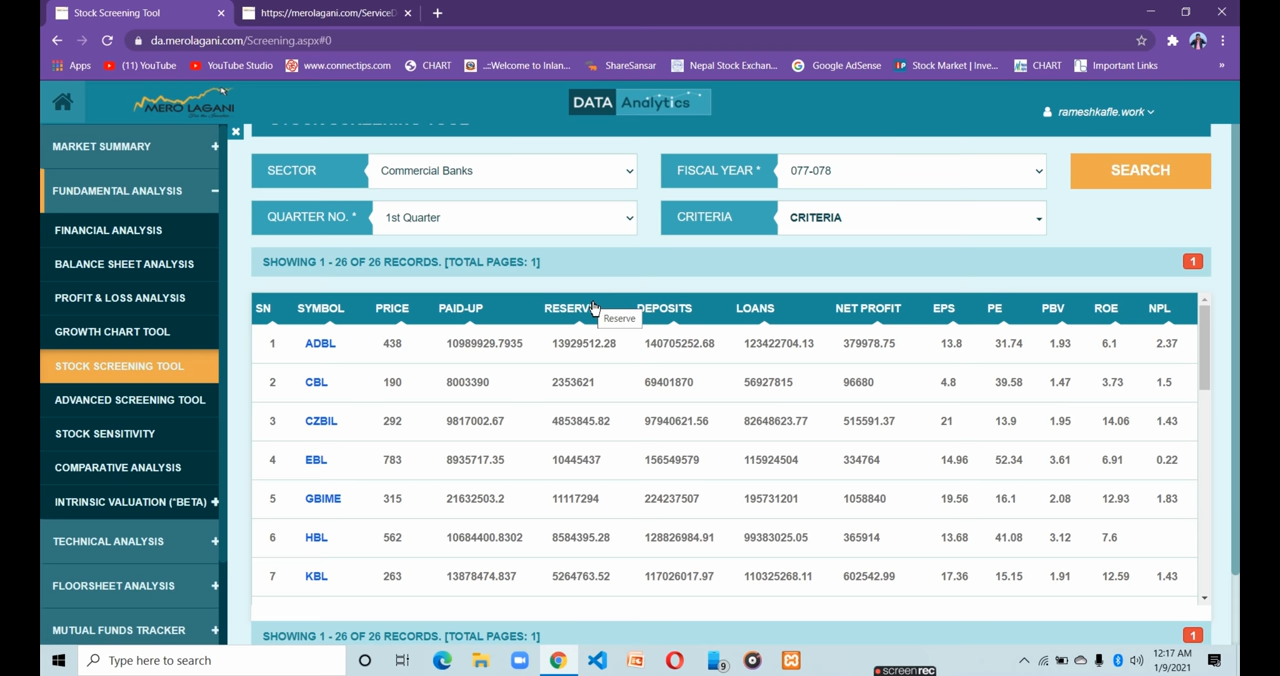 Stock Screening Tool
https://merolagani.com/ServiceD
da.merolagani.com/Screening.aspx#0
Apps (11) YouTube YouTube Studio www.connectips.com CHART ..::Welcome to Inlan... ShareSansar Nepal Stock Exchan... Google AdSense Stock Market | Inve... CHART Important Links »
MERO LAGANI
DATA Analytics
rameshkafle.work
MARKET SUMMARY +
FUNDAMENTAL ANALYSIS −
FINANCIAL ANALYSIS
BALANCE SHEET ANALYSIS
PROFIT & LOSS ANALYSIS
GROWTH CHART TOOL
STOCK SCREENING TOOL
ADVANCED SCREENING TOOL
STOCK SENSITIVITY
COMPARATIVE ANALYSIS
INTRINSIC VALUATION (*BETA) +
TECHNICAL ANALYSIS +
FLOORSHEET ANALYSIS +
MUTUAL FUNDS TRACKER +
STOCK SCREENING TOOL
SECTOR Commercial Banks FISCAL YEAR * 077-078 SEARCH
QUARTER NO. * 1st Quarter CRITERIA CRITERIA
SHOWING 1 - 26 OF 26 RECORDS. [TOTAL PAGES: 1] 1
SN SYMBOL PRICE PAID-UP RESERVE DEPOSITS LOANS NET PROFIT EPS PE PBV ROE NPL
Reserve
1 ADBL 438 10989929.7935 13929512.28 140705252.68 123422704.13 379978.75 13.8 31.74 1.93 6.1 2.37
2 CBL 190 8003390 2353621 69401870 56927815 96680 4.8 39.58 1.47 3.73 1.5
3 CZBIL 292 9817002.67 4853845.82 97940621.56 82648623.77 515591.37 21 13.9 1.95 14.06 1.43
4 EBL 783 8935717.35 10445437 156549579 115924504 334764 14.96 52.34 3.61 6.91 0.22
5 GBIME 315 21632503.2 11117294 224237507 195731201 1058840 19.56 16.1 2.08 12.93 1.83
6 HBL 562 10684400.8302 8584395.28 128826984.91 99383025.05 365914 13.68 41.08 3.12 7.6
7 KBL 263 13878474.837 5264763.52 117026017.97 110325268.11 602542.99 17.36 15.15 1.91 12.59 1.43
SHOWING 1 - 26 OF 26 RECORDS. [TOTAL PAGES: 1] 1
Type here to search
9
screenrec
12:17 AM
1/9/2021